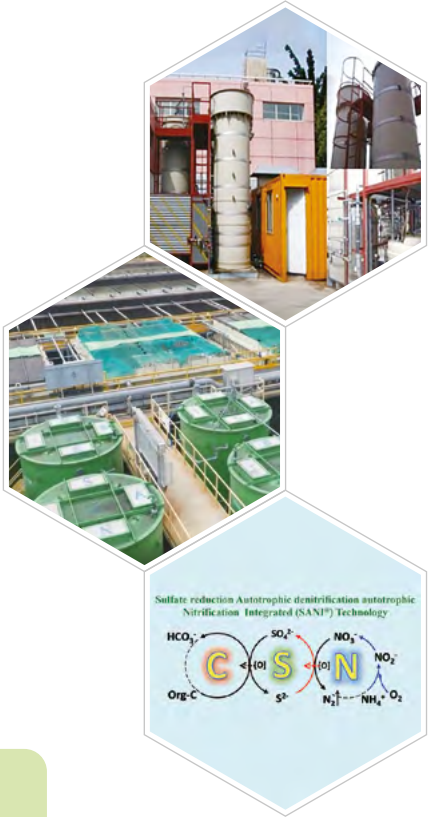 Sulfate reduction Autotrophic denitrification autotrophic
Nitrification Integrated (SANI®) Technology
HCO₃⁻ SO₄²⁻ NO₃⁻
NO₂⁻
C [O] S [O] N
Org-C S²⁻ N₂ NH₄⁺ O₂